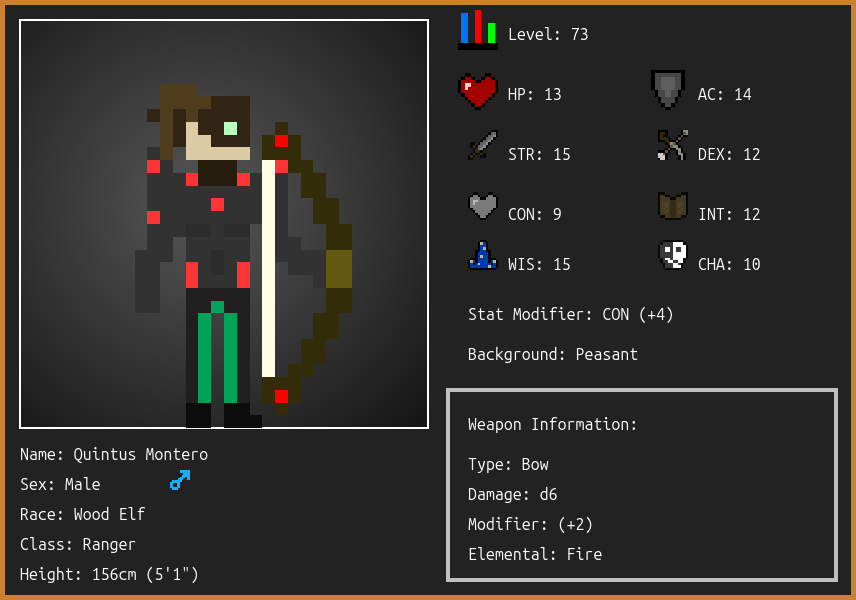 Level: 73
HP: 13
AC: 14
STR: 15
DEX: 12
CON: 9
INT: 12
WIS: 15
CHA: 10
Stat Modifier: CON (+4)
Background: Peasant
Weapon Information:
Type: Bow
Damage: d6
Modifier: (+2)
Elemental: Fire
Name: Quintus Montero
Sex: Male
Race: Wood Elf
Class: Ranger
Height: 156cm (5'1")